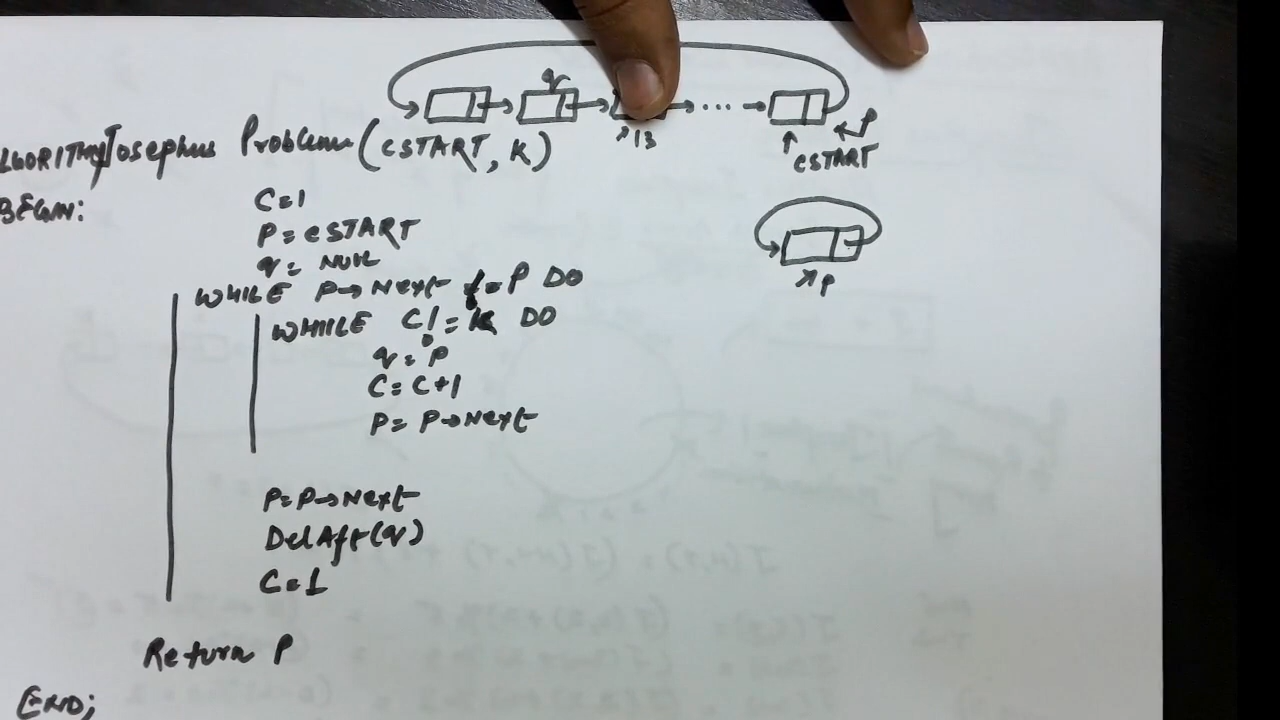 q
13
P
cSTART
ALGORITHM Josephus Problem (cSTART, K)
BEGIN:
C=1
P=cSTART
q=NULL
WHILE P→Next != P DO
WHILE C!=K DO
q=P
C=C+1
P=P→Next
P
P=P→Next
DelAft(q)
C=1
Return P
END;